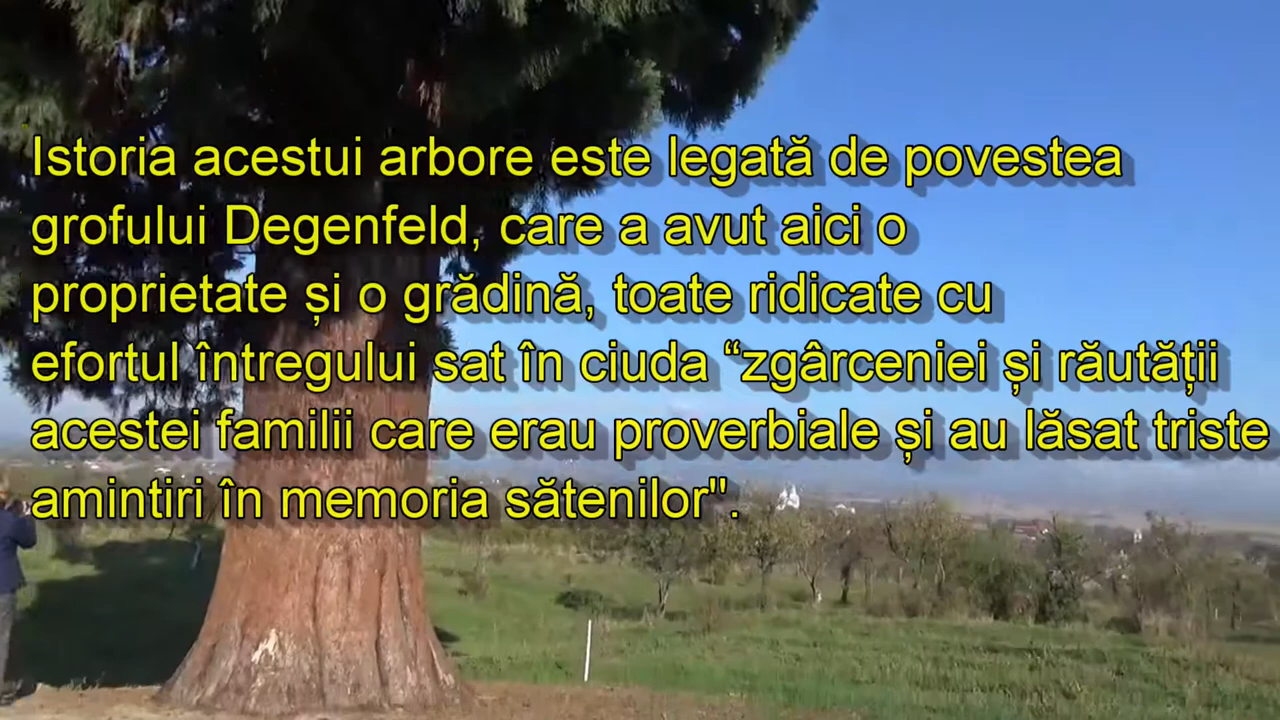 Istoria acestui arbore este legată de povestea
grofului Degenfeld, care a avut aici o
proprietate și o grădină, toate ridicate cu
efortul întregului sat în ciuda “zgârceniei și răutății
acestei familii care erau proverbiale și au lăsat triste
amintiri în memoria sătenilor".